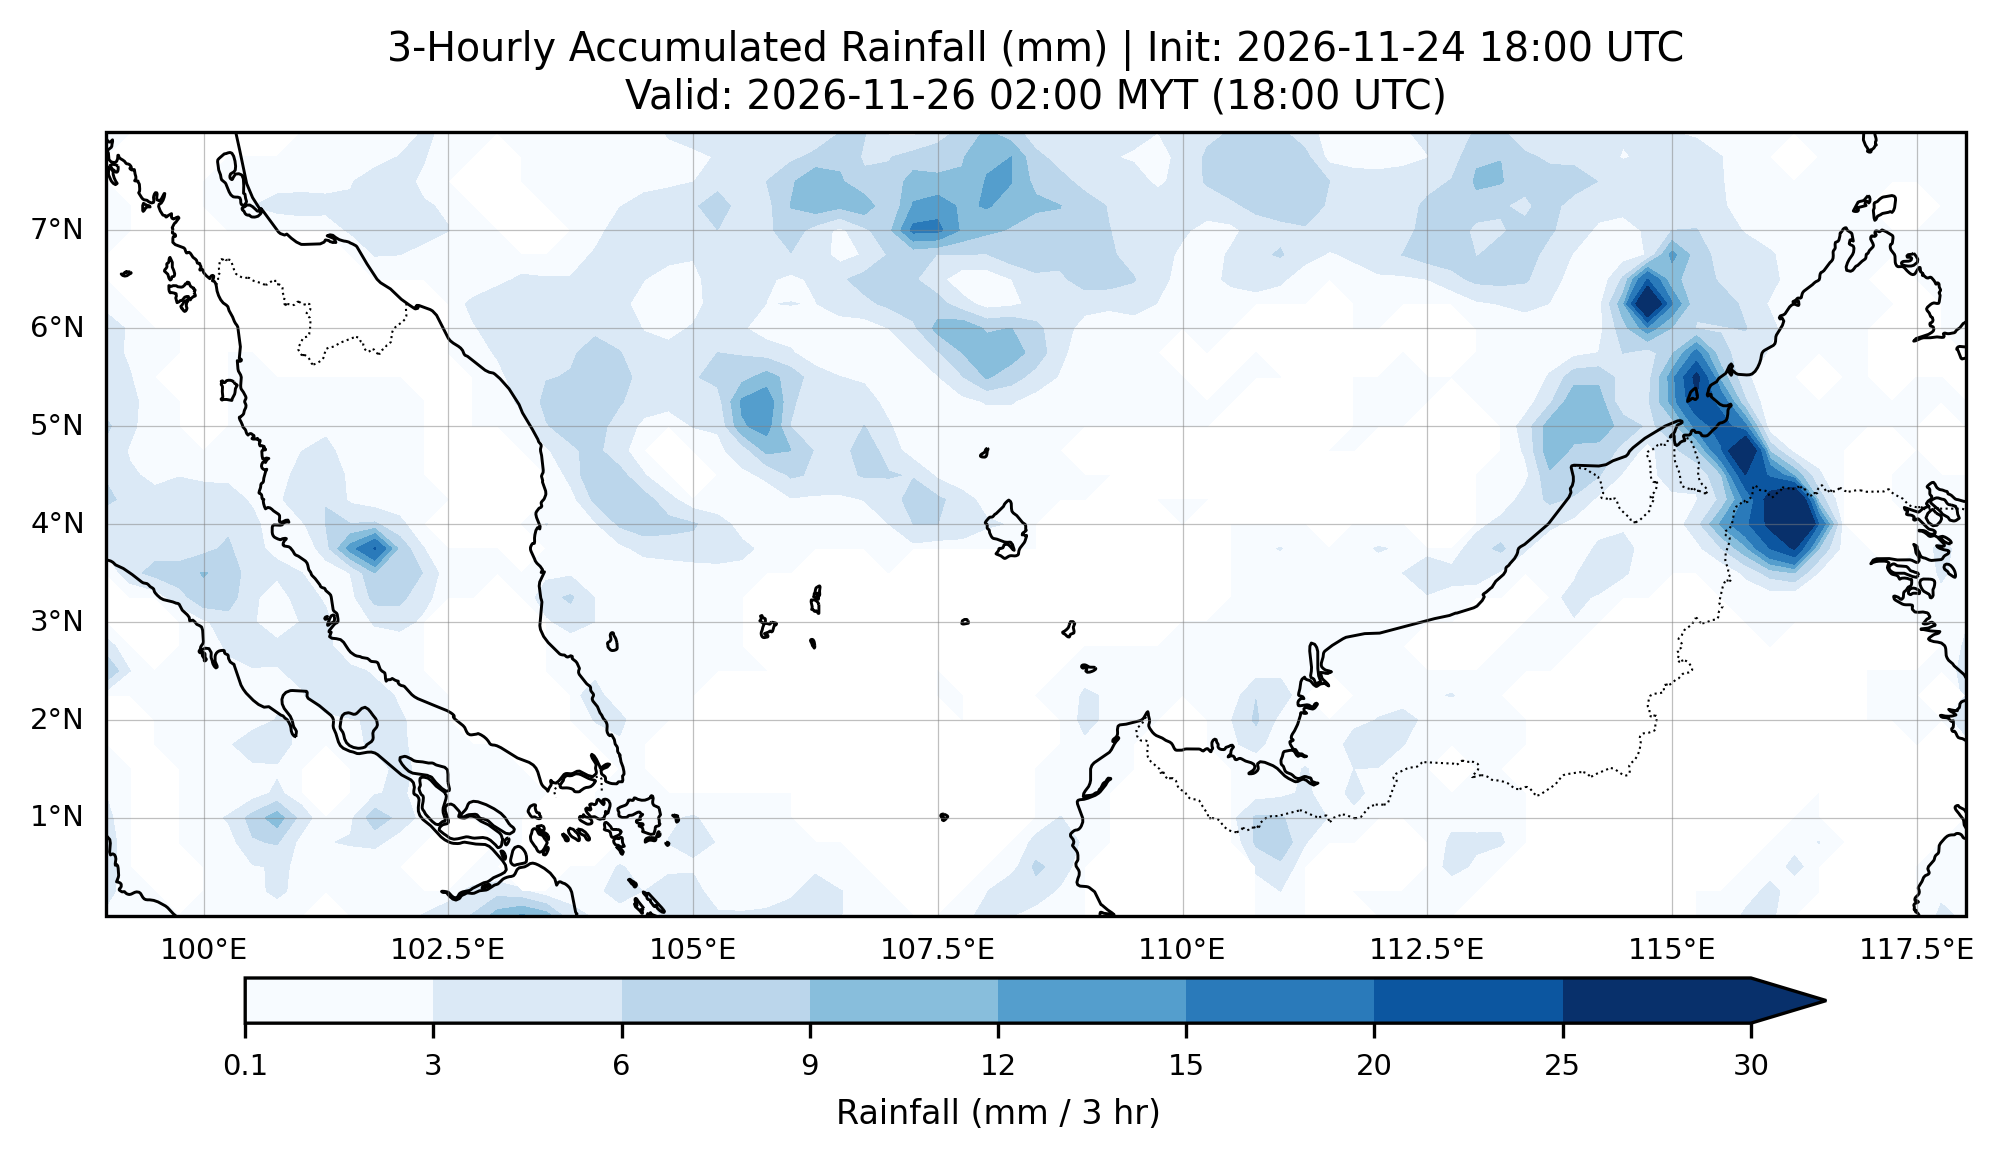 3-Hourly Accumulated Rainfall (mm) | Init: 2026-11-24 18:00 UTC
Valid: 2026-11-26 02:00 MYT (18:00 UTC)
7°N
6°N
5°N
4°N
3°N
2°N
1°N
100°E 102.5°E 105°E 107.5°E 110°E 112.5°E 115°E 117.5°E
0.1 3 6 9 12 15 20 25 30
Rainfall (mm / 3 hr)